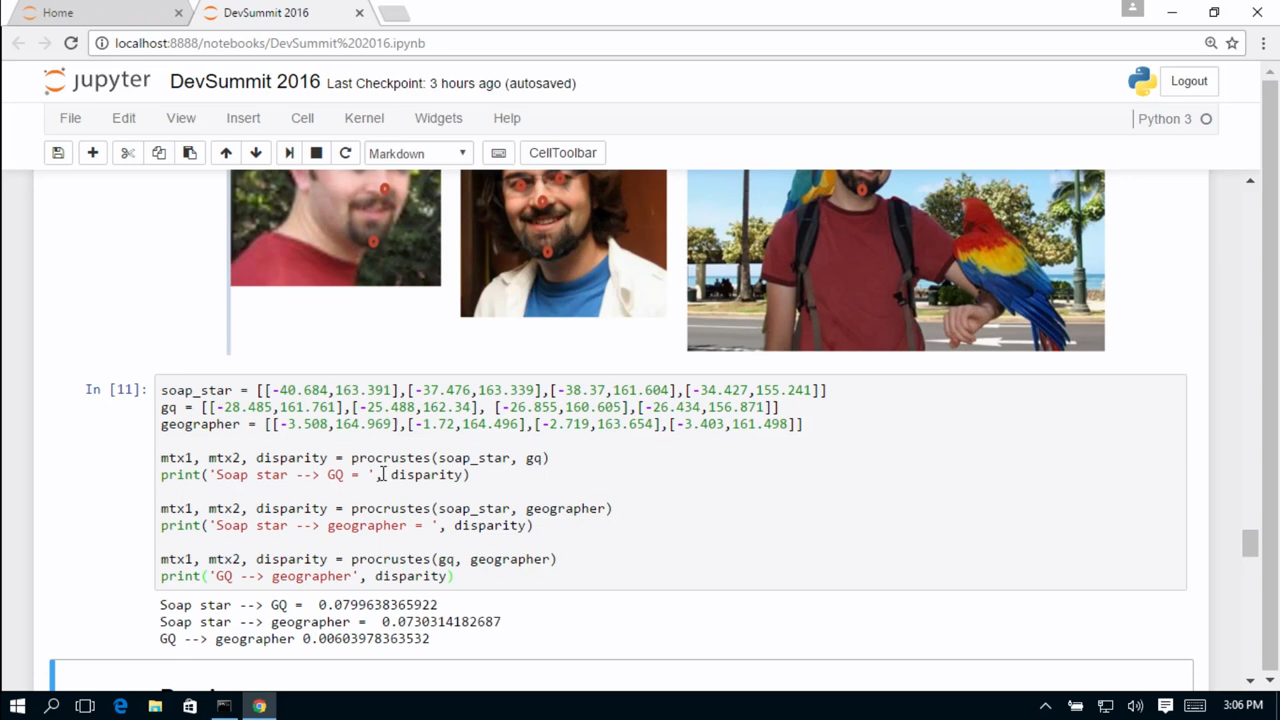 Home
DevSummit 2016
localhost:8888/notebooks/DevSummit%202016.ipynb
jupyter DevSummit 2016 Last Checkpoint: 3 hours ago (autosaved)
Logout
File Edit View Insert Cell Kernel Widgets Help Python 3
Markdown CellToolbar
In [11]: soap_star = [[-40.684,163.391],[-37.476,163.339],[-38.37,161.604],[-34.427,155.241]]
gq = [[-28.485,161.761],[-25.488,162.34], [-26.855,160.605],[-26.434,156.871]]
geographer = [[-3.508,164.969],[-1.72,164.496],[-2.719,163.654],[-3.403,161.498]]
mtx1, mtx2, disparity = procrustes(soap_star, gq)
print('Soap star --> GQ = ', disparity)
mtx1, mtx2, disparity = procrustes(soap_star, geographer)
print('Soap star --> geographer = ', disparity)
mtx1, mtx2, disparity = procrustes(gq, geographer)
print('GQ --> geographer', disparity)
Soap star --> GQ =  0.0799638365922
Soap star --> geographer =  0.0730314182687
GQ --> geographer 0.00603978363532
3:06 PM